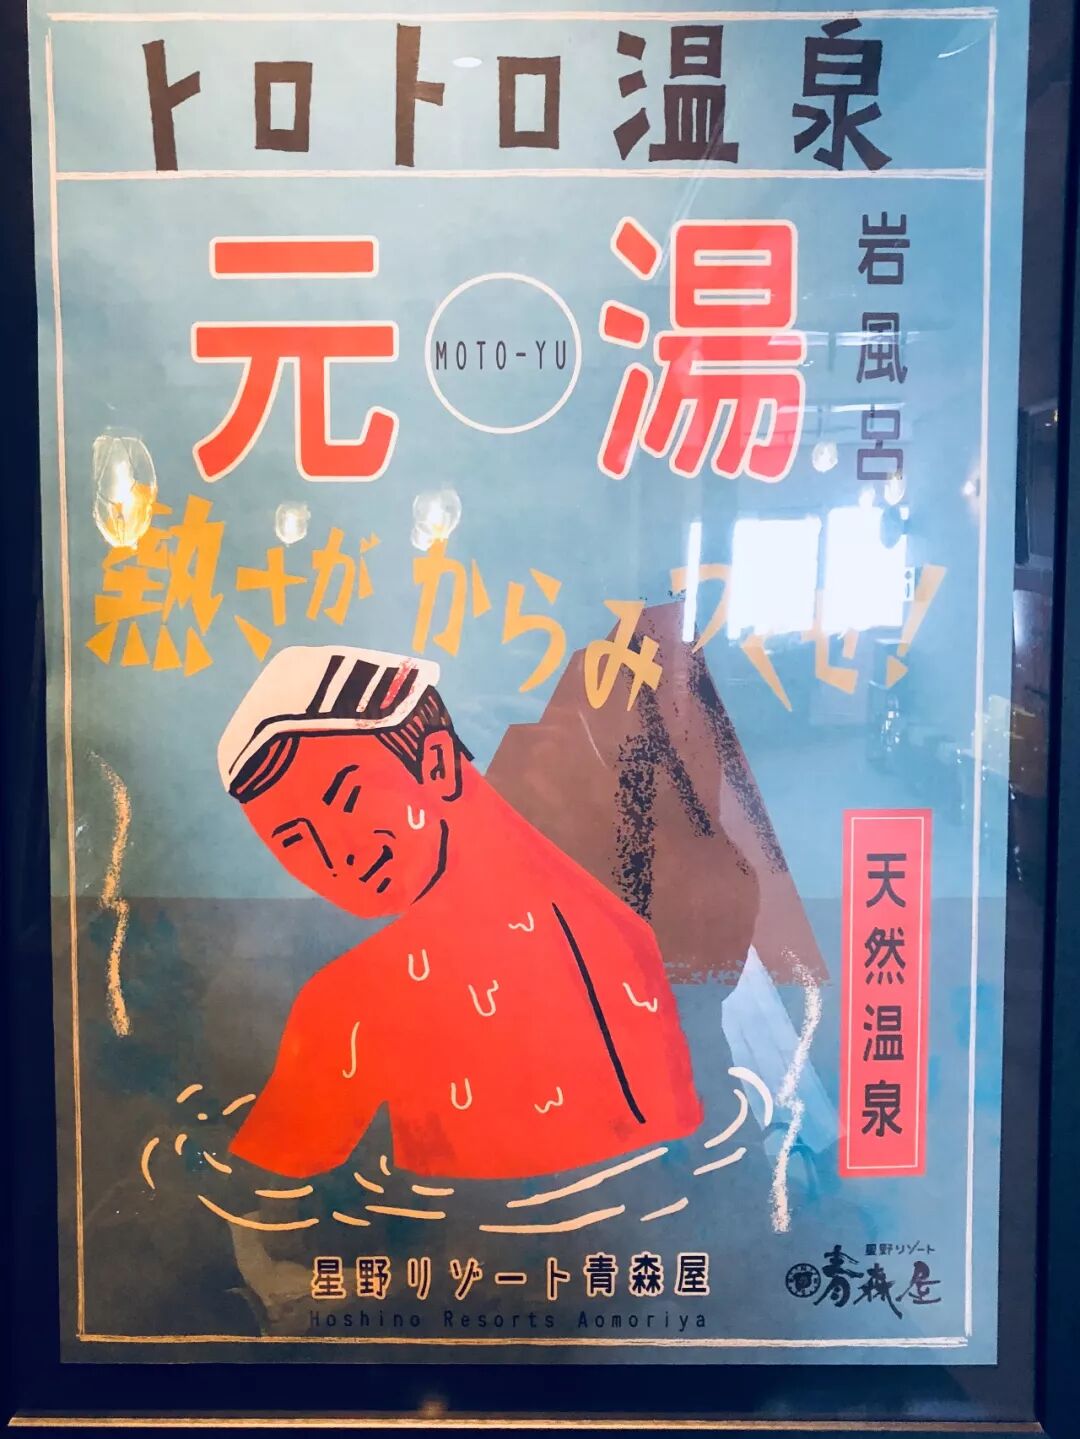 トロトロ温泉
元湯
MOTO-YU
岩風呂
熱さがからみつくぜ!
天然温泉
星野リゾート青森屋
Hoshino Resorts Aomoriya
星野リゾート
青森屋